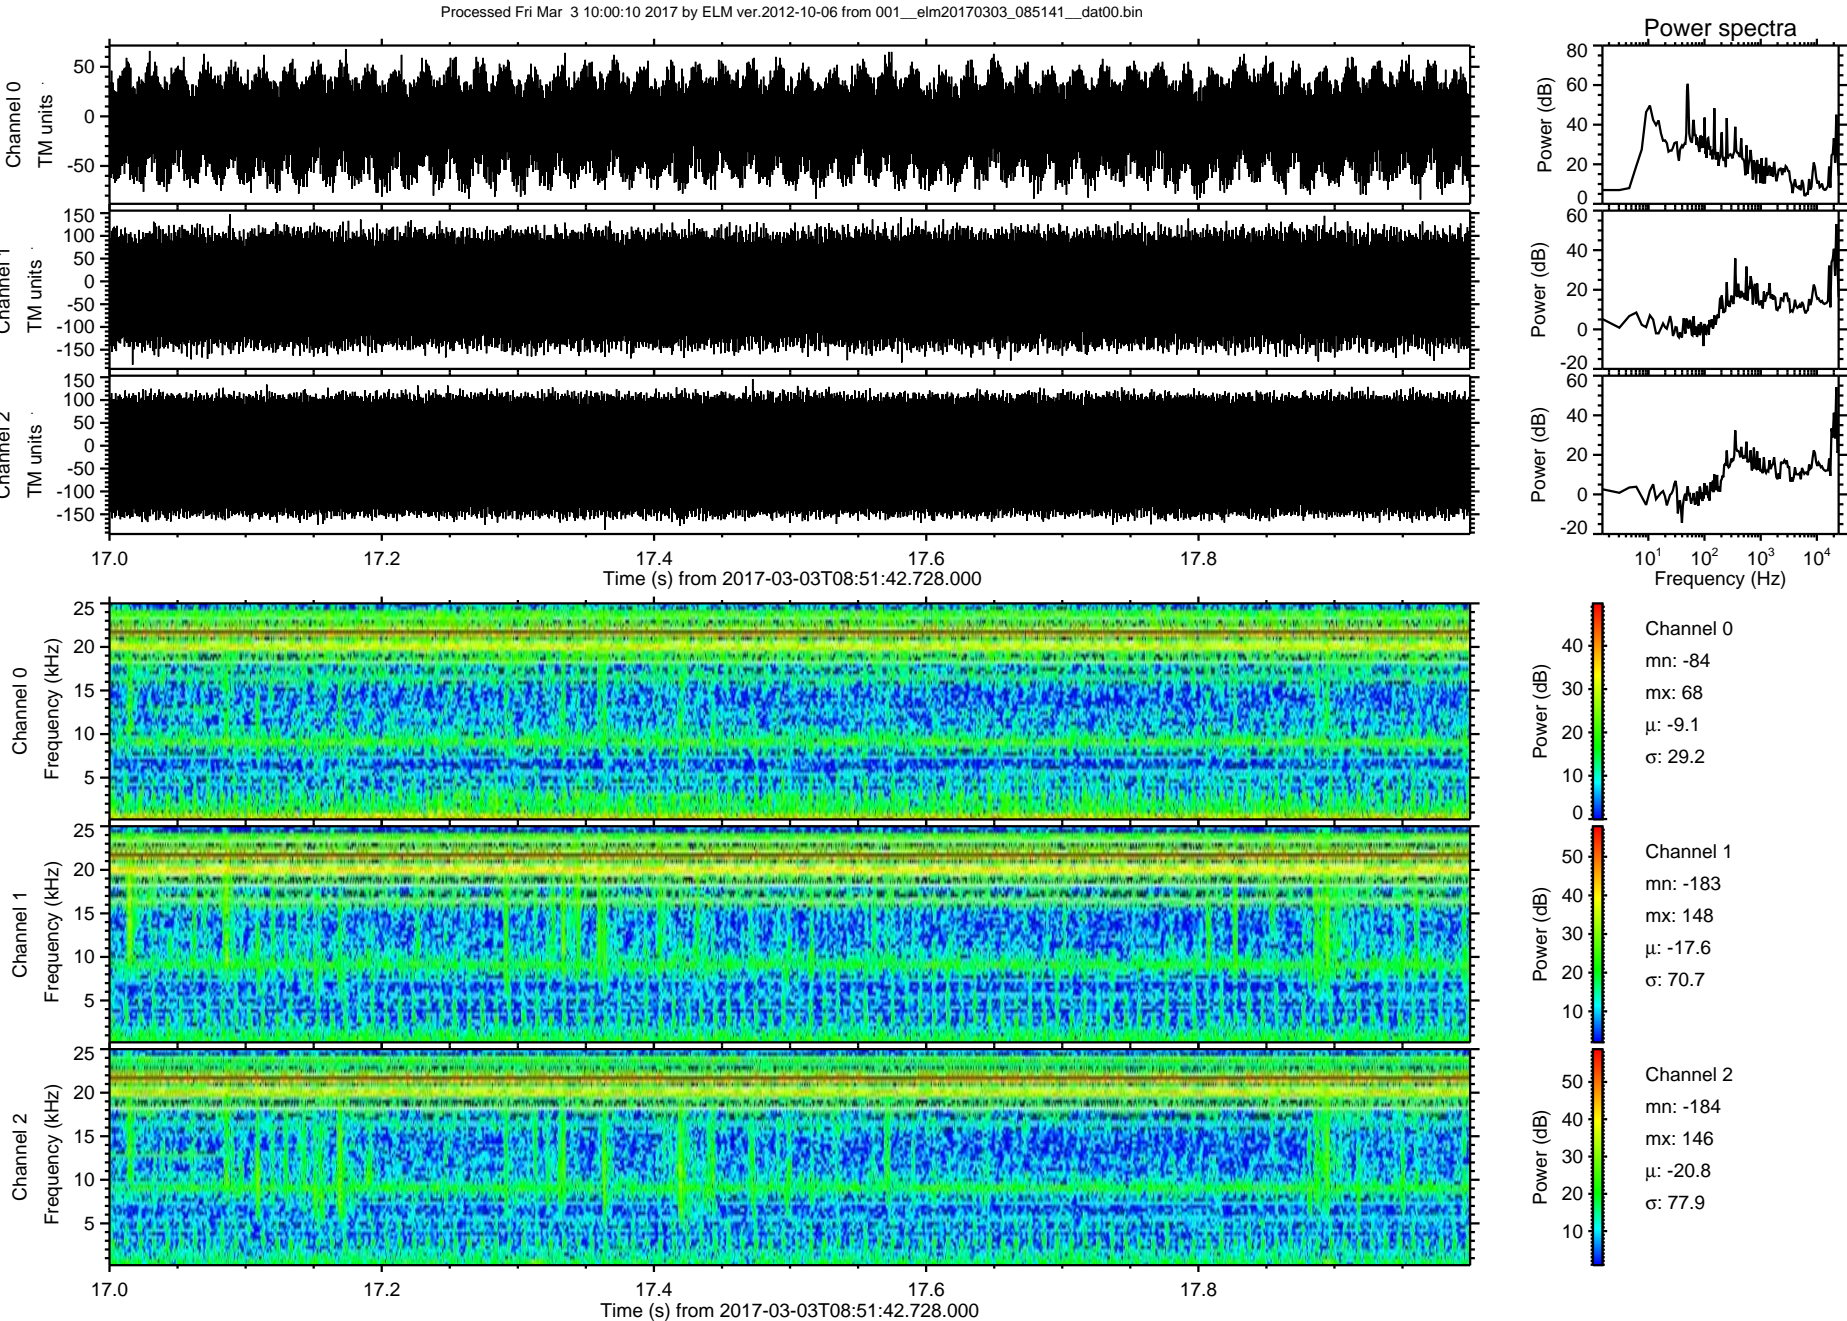 Processed Fri Mar  3 10:00:10 2017 by ELM ver.2012-10-06 from 001__elm20170303_085141__dat00.bin
Power spectra
Channel 0
TM units
50
0
-50
Power (dB)
80
60
40
20
0
Channel 1
TM units
150
100
50
0
-50
-100
-150
Power (dB)
60
40
20
0
-20
Channel 2
TM units
150
100
50
0
-50
-100
-150
Power (dB)
60
40
20
0
-20
17.0 17.2 17.4 17.6 17.8
Time (s) from 2017-03-03T08:51:42.728.000
10¹ 10² 10³ 10⁴
Frequency (Hz)
Channel 0
Frequency (kHz)
25
20
15
10
5
Power (dB)
40
30
20
10
0
Channel 0
mn: -84
mx: 68
μ: -9.1
σ: 29.2
Channel 1
Frequency (kHz)
25
20
15
10
5
Power (dB)
50
40
30
20
10
Channel 1
mn: -183
mx: 148
μ: -17.6
σ: 70.7
Channel 2
Frequency (kHz)
25
20
15
10
5
Power (dB)
50
40
30
20
10
Channel 2
mn: -184
mx: 146
μ: -20.8
σ: 77.9
17.0 17.2 17.4 17.6 17.8
Time (s) from 2017-03-03T08:51:42.728.000